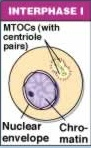 INTERPHASE I
MTOCs (with
centriole
pairs)
Nuclear
envelope
Chro-
matin